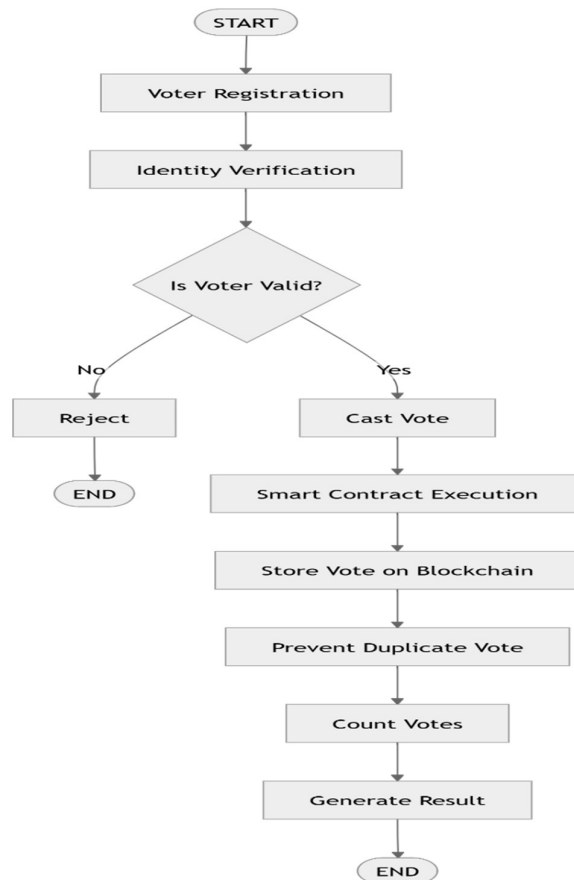 START
Voter Registration
Identity Verification
Is Voter Valid?
No
Yes
Reject
Cast Vote
END
Smart Contract Execution
Store Vote on Blockchain
Prevent Duplicate Vote
Count Votes
Generate Result
END